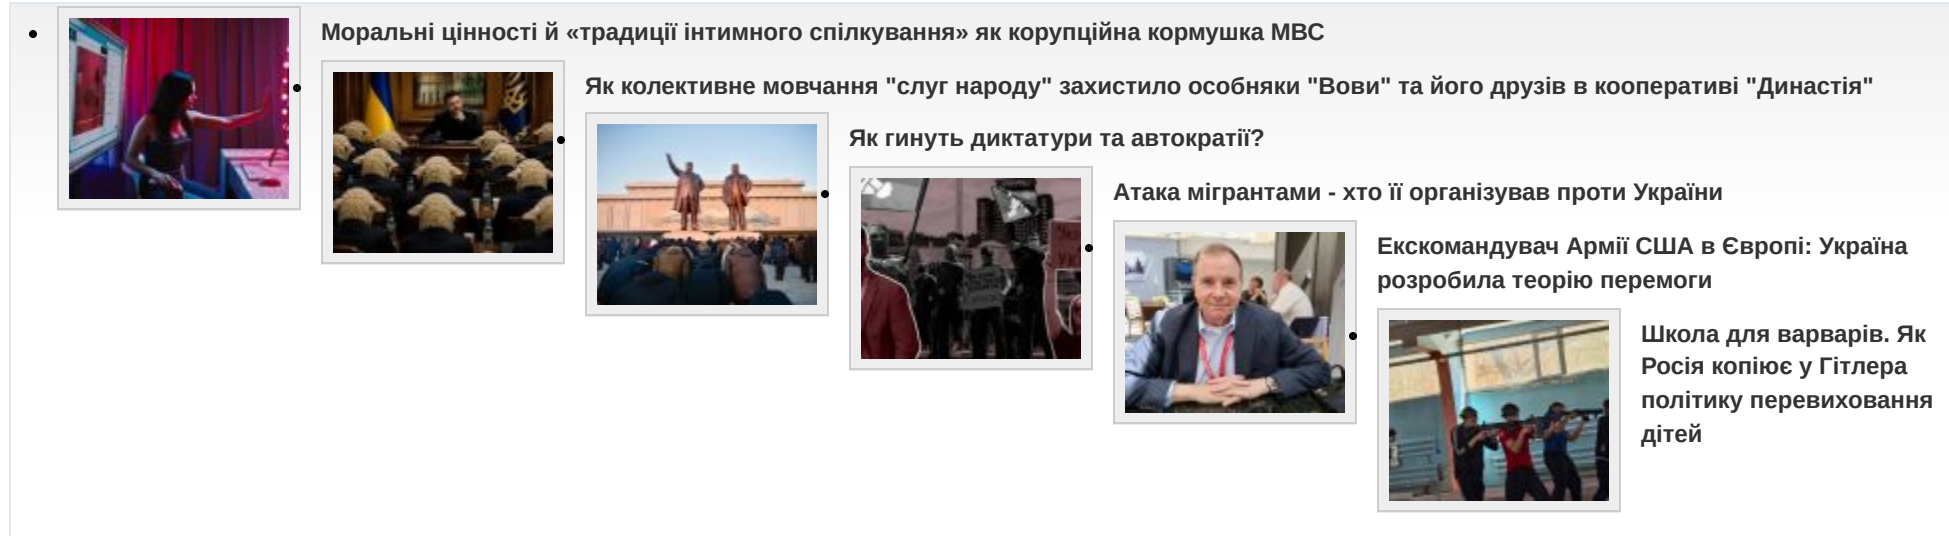 Моральні цінності й «традиції інтимного спілкування» як корупційна кормушка МВС
Як колективне мовчання "слуг народу" захистило особняки "Вови" та його друзів в кооперативі "Династія"
Як гинуть диктатури та автократії?
Атака мігрантами - хто її організував проти України
Екскомандувач Армії США в Європі: Україна
розробила теорію перемоги
Школа для варварів. Як
Росія копіює у Гітлера
політику перевиховання
дітей